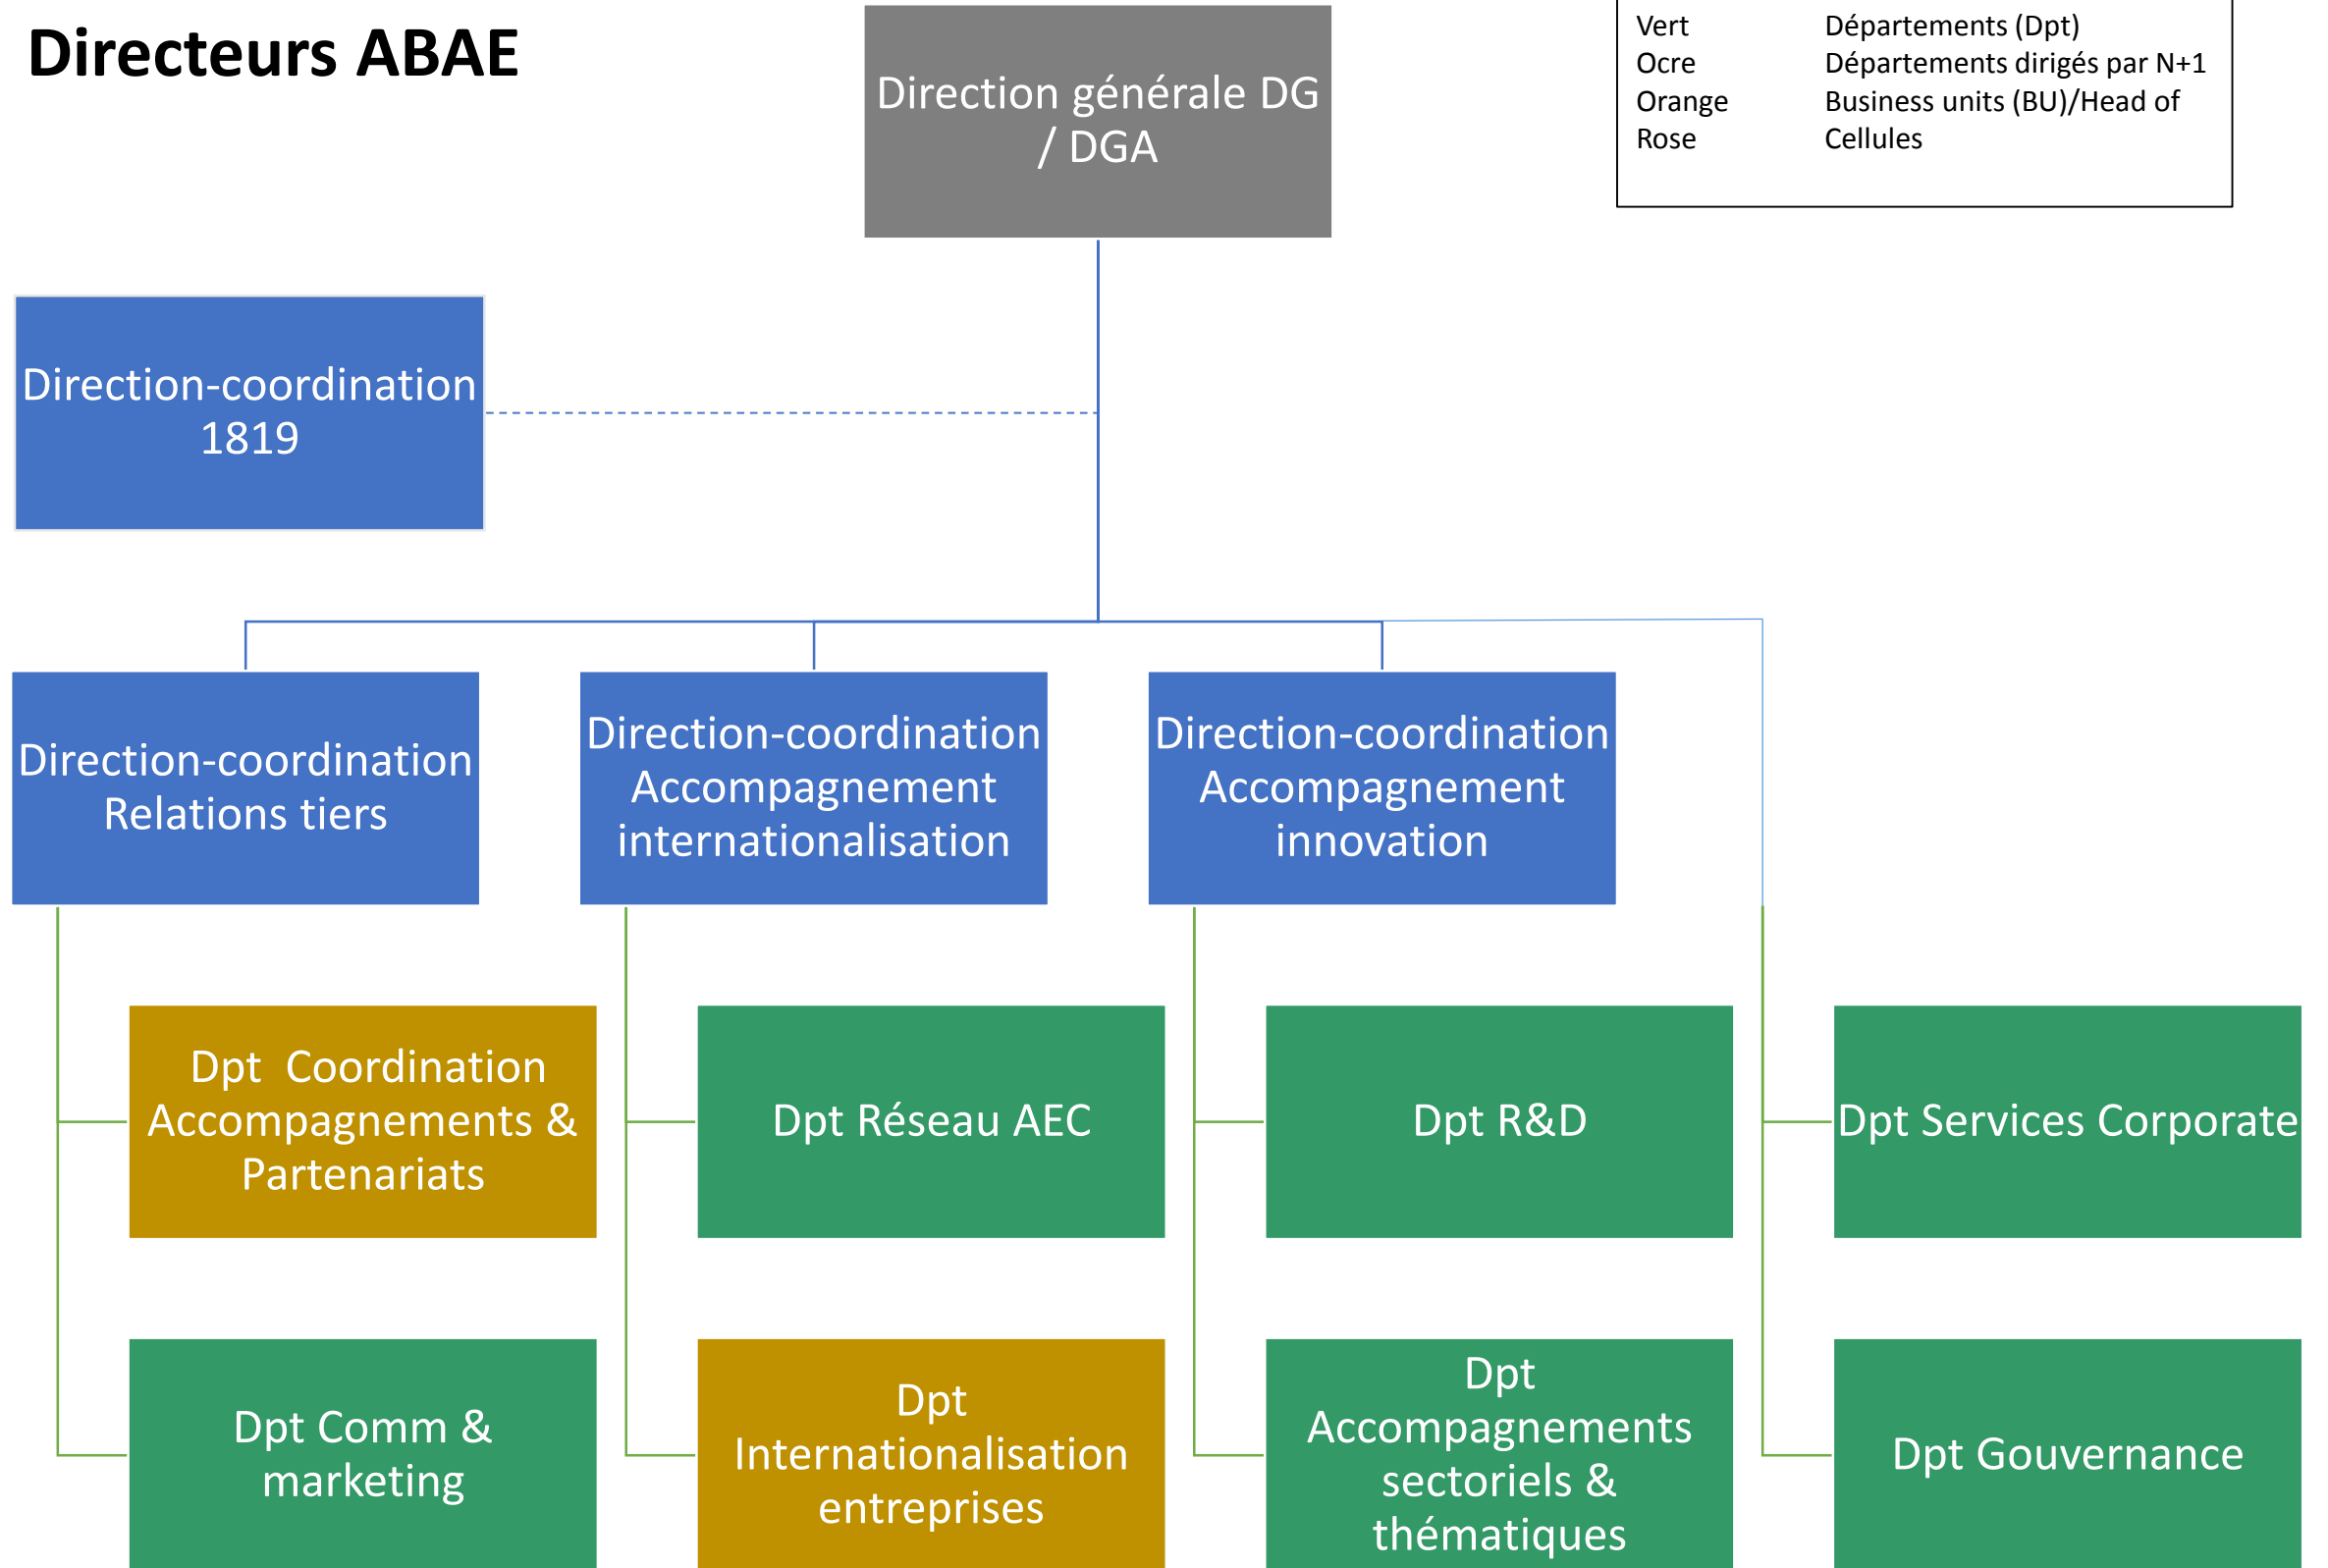 Directeurs ABAE
Direction générale DG
/ DGA
Vert Départements (Dpt)
Ocre Départements dirigés par N+1
Orange Business units (BU)/Head of
Rose Cellules
Direction-coordination
1819
Direction-coordination
Relations tiers
Direction-coordination
Accompagnement
internationalisation
Direction-coordination
Accompagnement
innovation
Dpt  Coordination
Accompagnements &
Partenariats
Dpt Réseau AEC
Dpt R&D
Dpt Services Corporate
Dpt Comm &
marketing
Dpt
Internationalisation
entreprises
Dpt
Accompagnements
sectoriels &
thématiques
Dpt Gouvernance